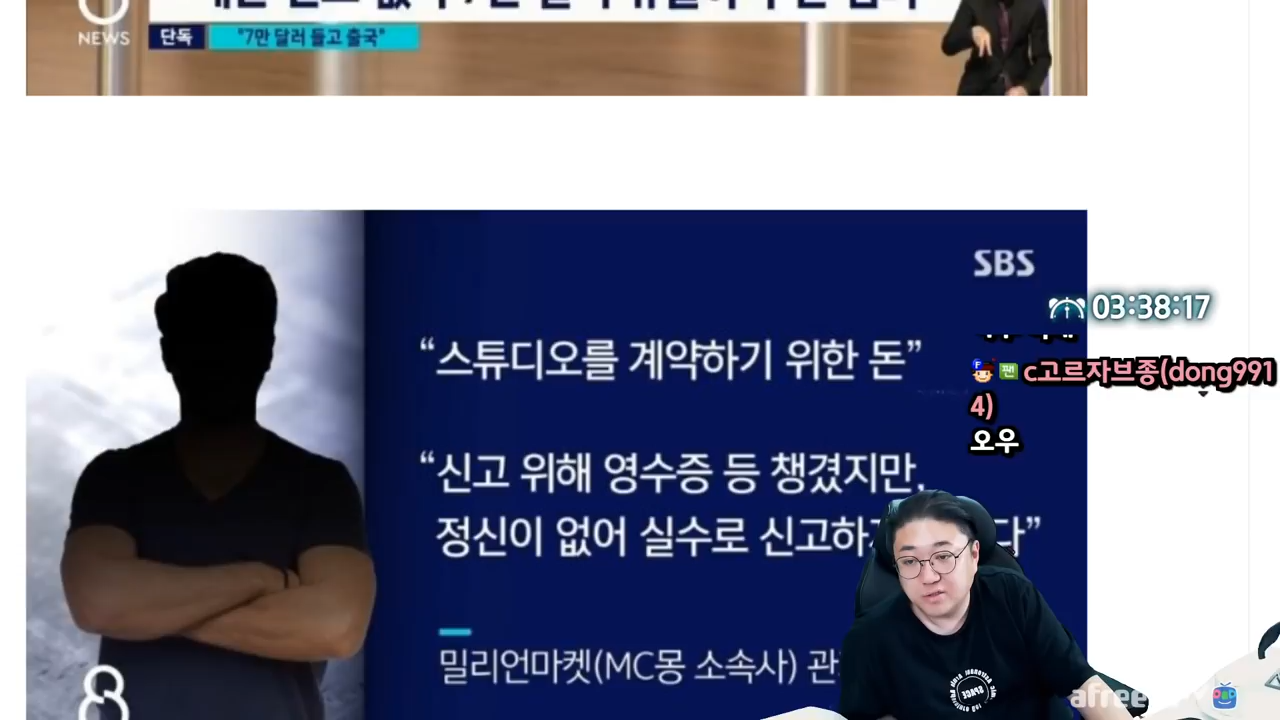 NEWS 단독 "7만 달러 들고 출국"
SBS
03:38:17
"스튜디오를 계약하기 위한 돈"
c고르자브종(dong991
4)
오우
"신고 위해 영수증 등 챙겼지만,
정신이 없어 실수로 신고하 다"
밀리언마켓(MC몽 소속사) 관
8
afree